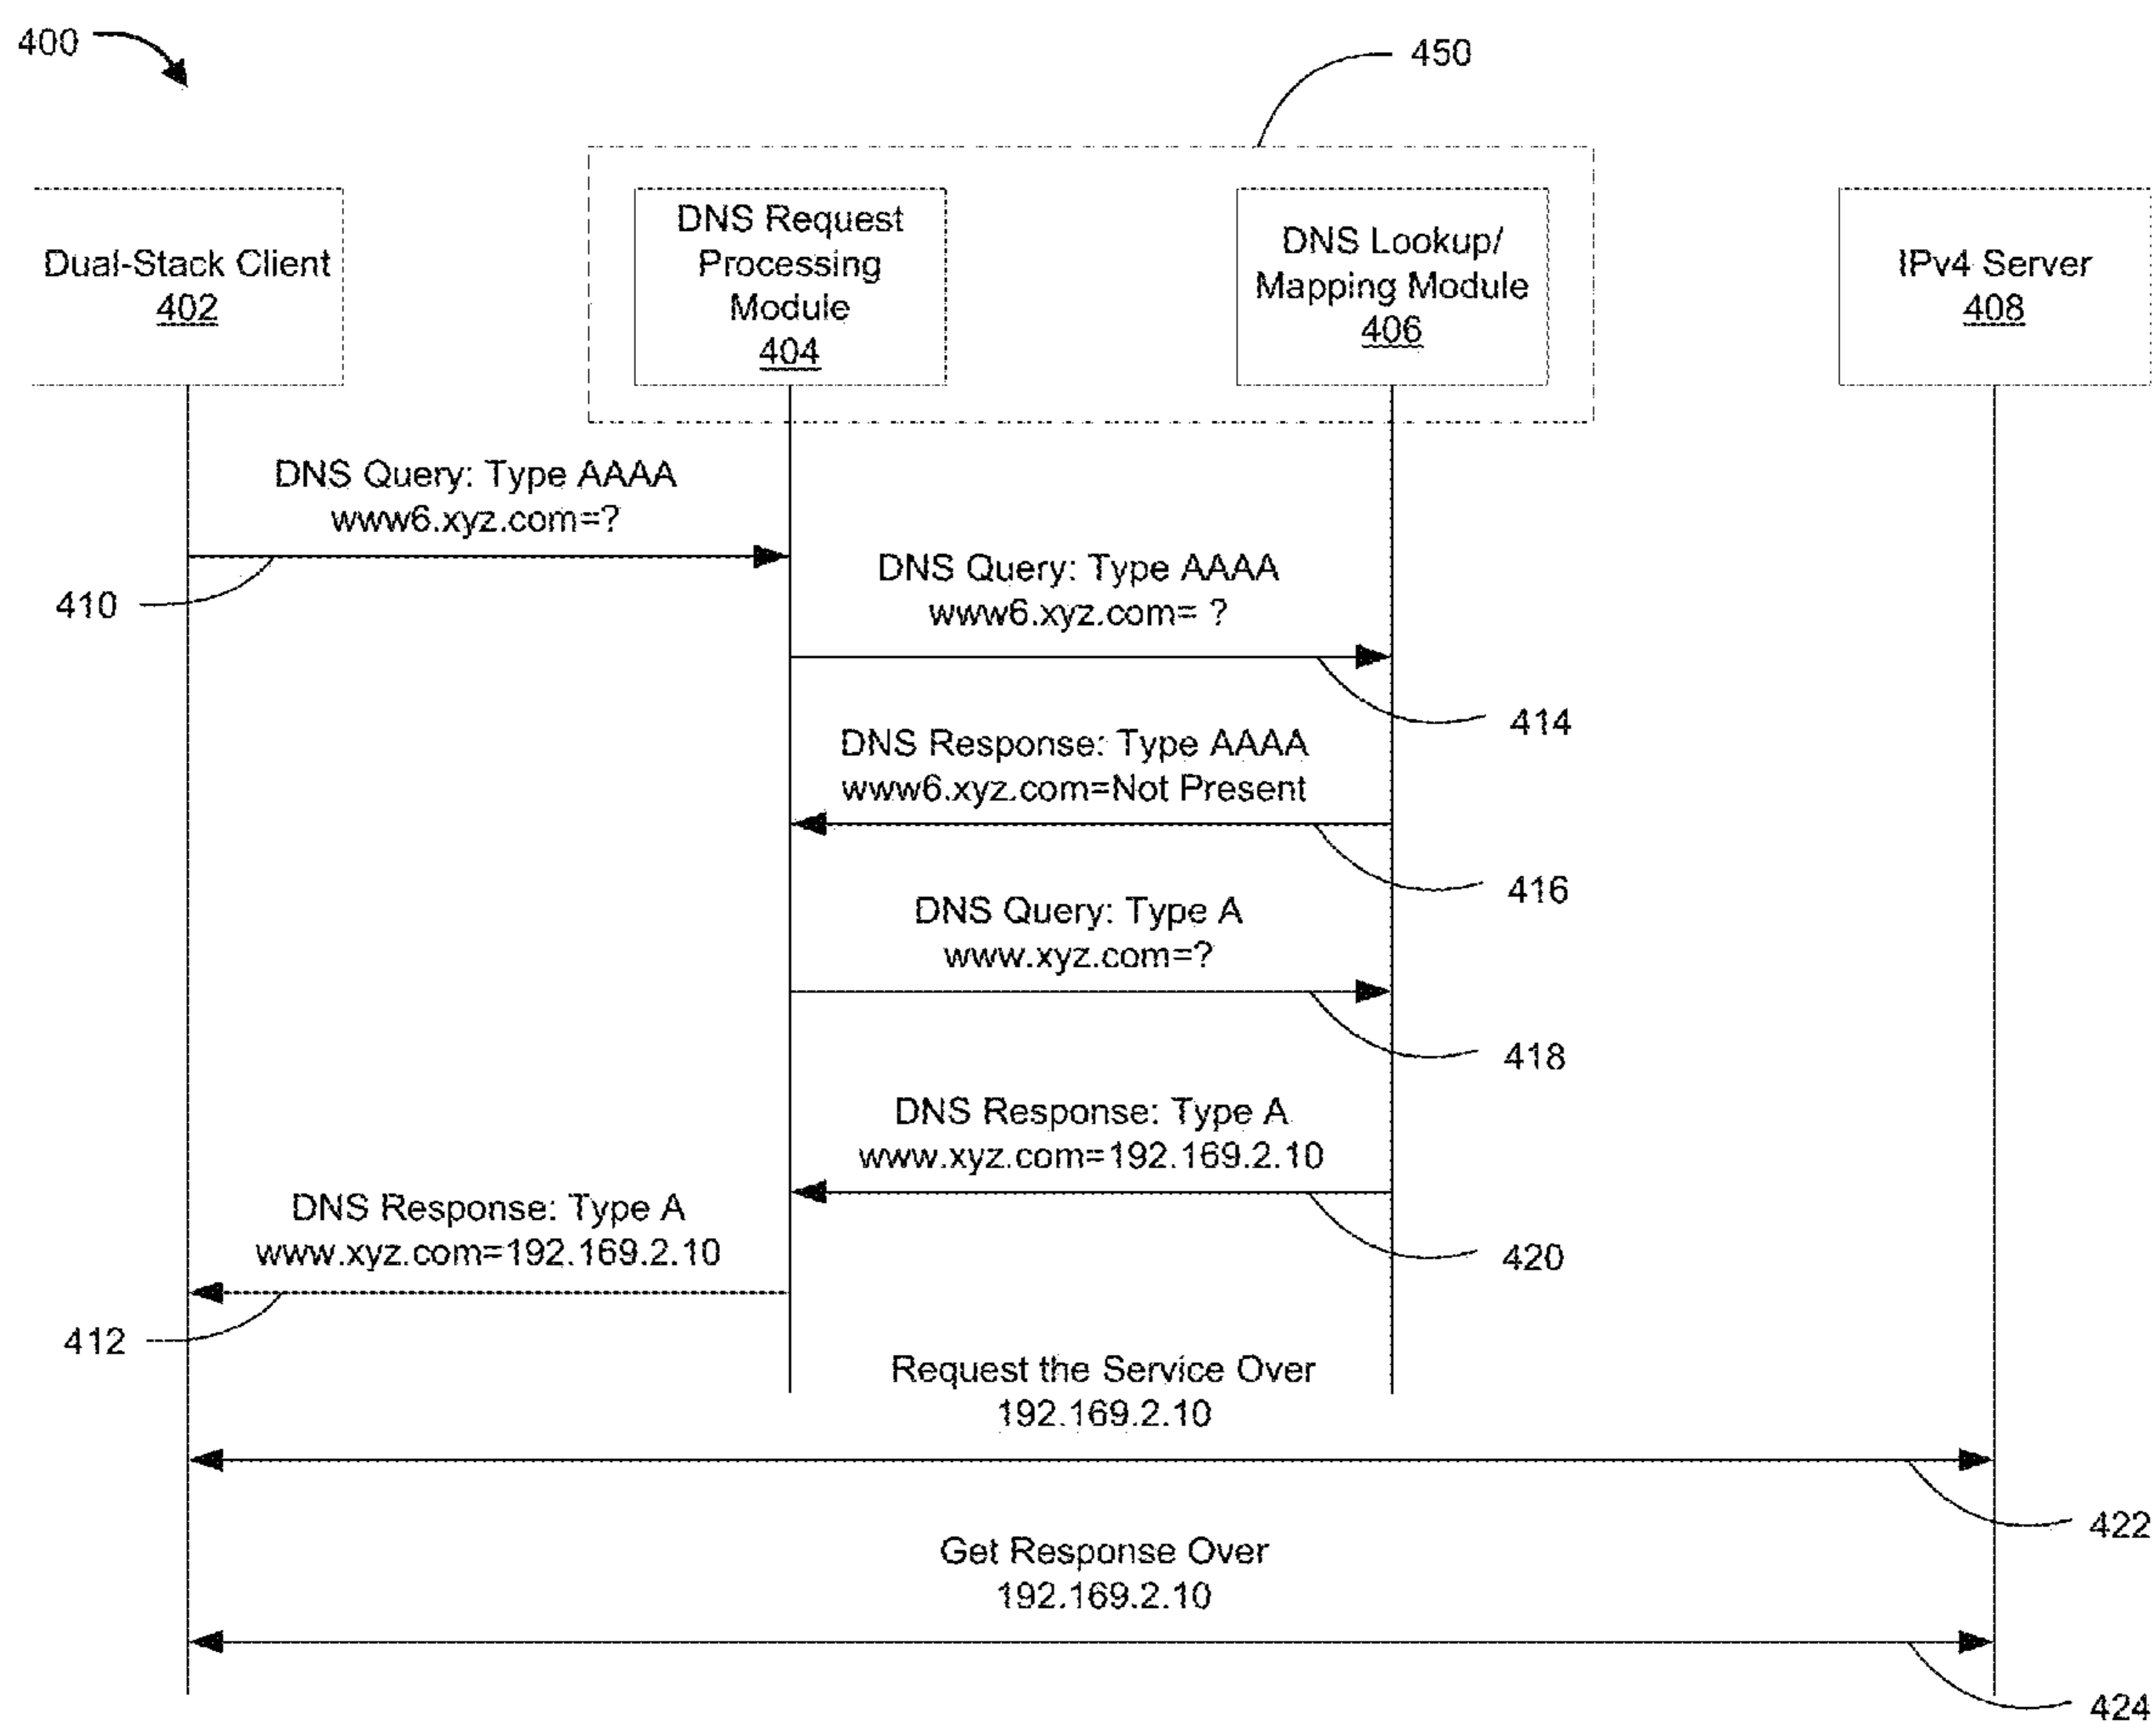 400
450
Dual-Stack Client
402
DNS Request
Processing
Module
404
DNS Lookup/
Mapping Module
406
IPv4 Server
408
DNS Query: Type AAAA
www6.xyz.com=?
410
DNS Query: Type AAAA
www6.xyz.com= ?
414
DNS Response: Type AAAA
www6.xyz.com=Not Present
416
DNS Query: Type A
www.xyz.com=?
418
DNS Response: Type A
www.xyz.com=192.169.2.10
420
DNS Response: Type A
www.xyz.com=192.169.2.10
412
Request the Service Over
192.169.2.10
422
Get Response Over
192.169.2.10
424